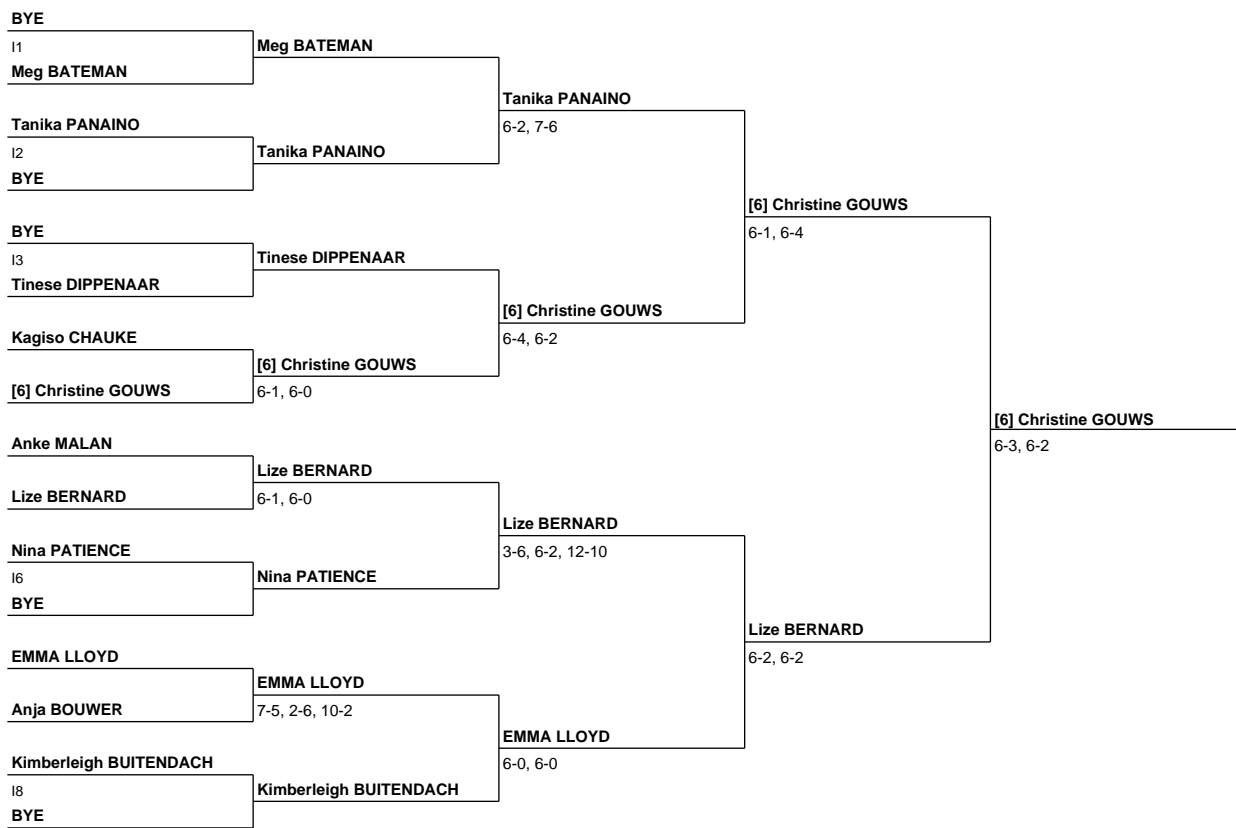 BYE
I1
Meg BATEMAN
Tanika PANAINO
I2
BYE
BYE
I3
Tinese DIPPENAAR
Kagiso CHAUKE
[6] Christine GOUWS
Anke MALAN
Lize BERNARD
Nina PATIENCE
I6
BYE
EMMA LLOYD
Anja BOUWER
Kimberleigh BUITENDACH
I8
BYE
Meg BATEMAN
Tanika PANAINO
Tinese DIPPENAAR
[6] Christine GOUWS
6-1, 6-0
Lize BERNARD
6-1, 6-0
Nina PATIENCE
EMMA LLOYD
7-5, 2-6, 10-2
Kimberleigh BUITENDACH
Tanika PANAINO
6-2, 7-6
[6] Christine GOUWS
6-4, 6-2
Lize BERNARD
3-6, 6-2, 12-10
EMMA LLOYD
6-0, 6-0
[6] Christine GOUWS
6-1, 6-4
Lize BERNARD
6-2, 6-2
[6] Christine GOUWS
6-3, 6-2